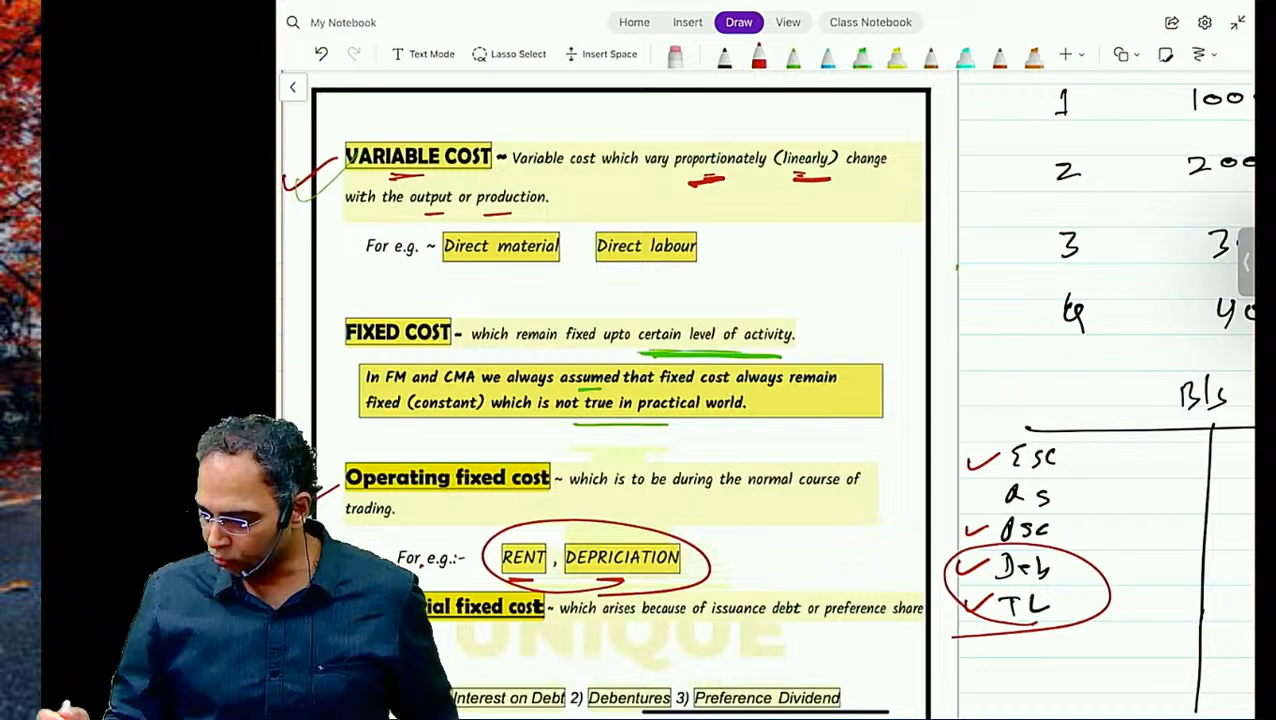 My Notebook
Home Insert Draw View Class Notebook
Text Mode Lasso Select Insert Space
VARIABLE COST ~ Variable cost which vary proportionately (linearly) change
with the output or production.
For e.g. ~ Direct material Direct labour
FIXED COST ~ which remain fixed upto certain level of activity.
In FM and CMA we always assumed that fixed cost always remain
fixed (constant) which is not true in practical world.
Operating fixed cost ~ which is to be during the normal course of
trading.
For e.g.:- RENT , DEPRICIATION
ial fixed cost ~ which arises because of issuance debt or preference share
UNIQUE
Interest on Debt 2) Debentures 3) Preference Dividend
1 100
2 200
3 3
4 40
B/s
ESC
R S
PSC
Deb
TL